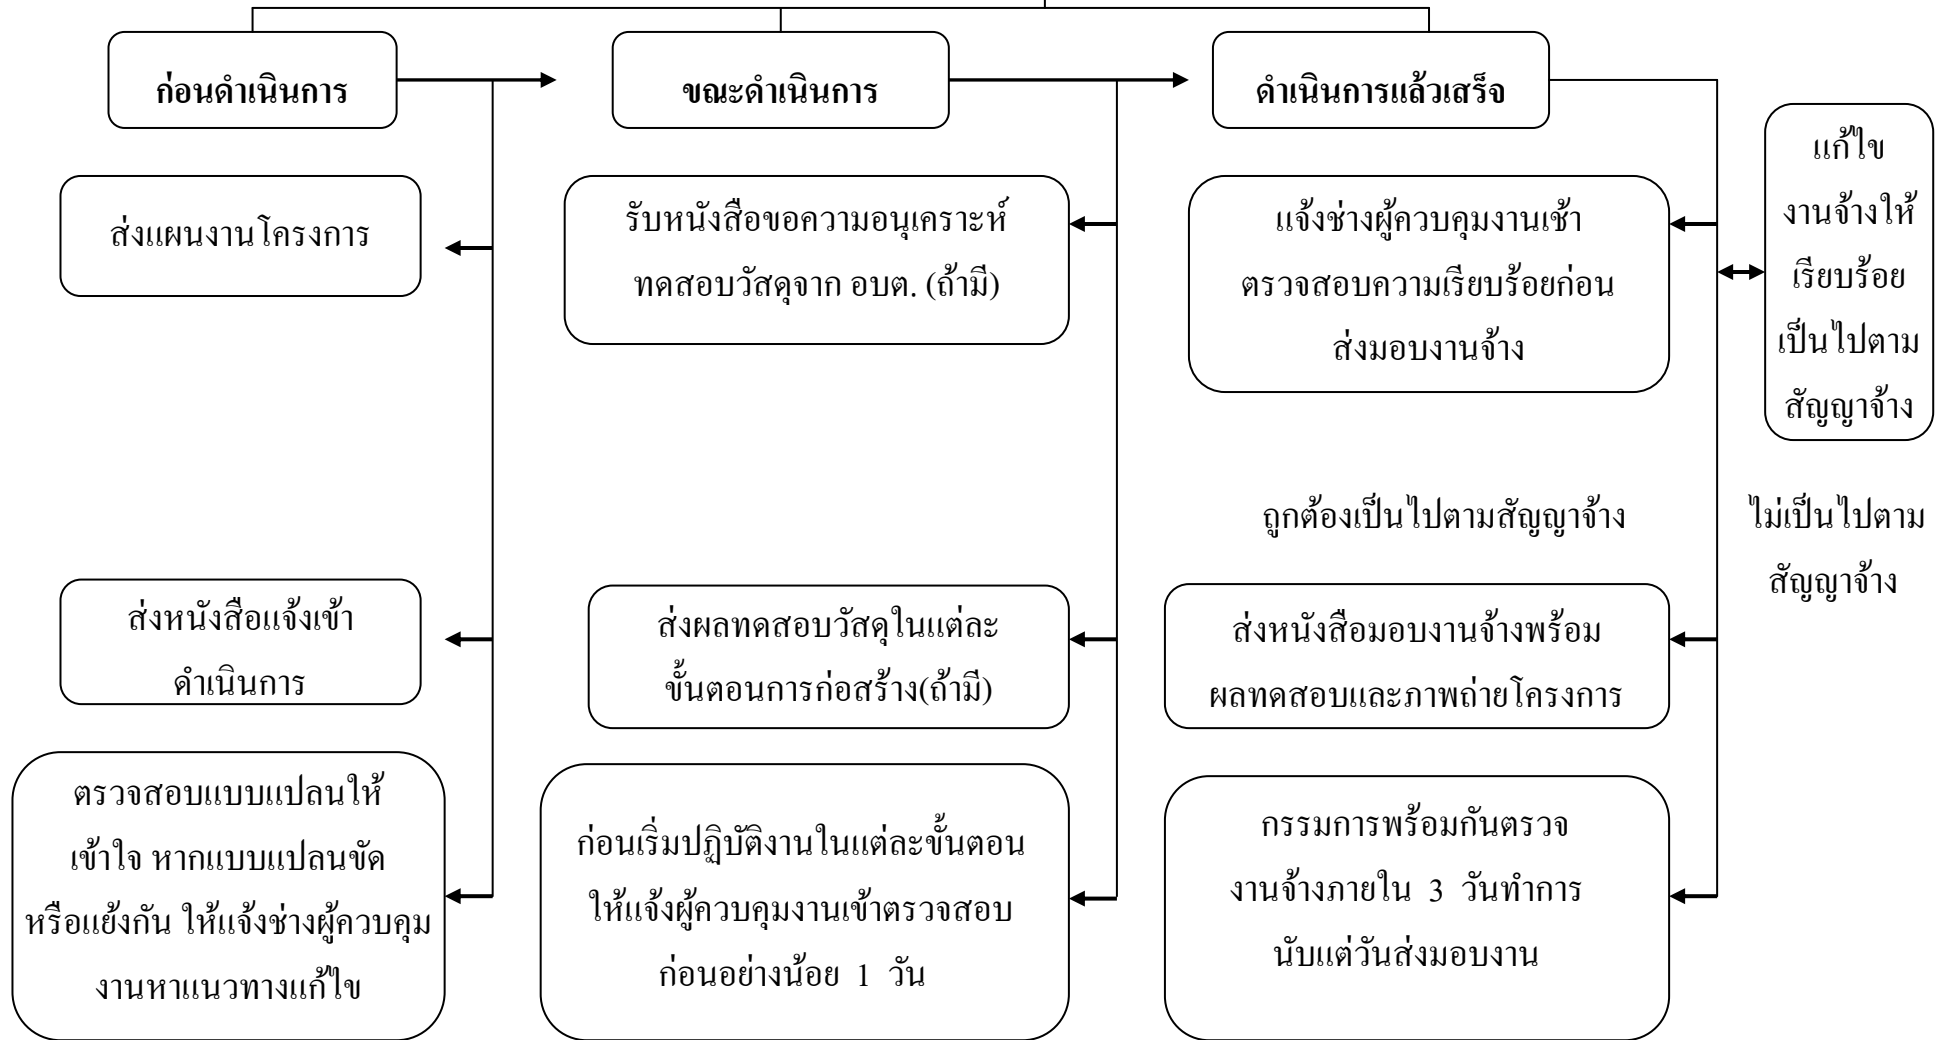 ก่อนดำเนินการ
ส่งแผนงานโครงการ
ส่งหนังสือแจ้งเข้า
ดำเนินการ
ตรวจสอบแบบแปลนให้
เข้าใจ หากแบบแปลนขัด
หรือแย้งกัน ให้แจ้งช่างผู้ควบคุม
งานหาแนวทางแก้ไข
ขณะดำเนินการ
รับหนังสือขอความอนุเคราะห์
ทดสอบวัสดุจาก อบต. (ถ้ามี)
ส่งผลทดสอบวัสดุในแต่ละ
ขั้นตอนการก่อสร้าง(ถ้ามี)
ก่อนเริ่มปฏิบัติงานในแต่ละขั้นตอน
ให้แจ้งผู้ควบคุมงานเข้าตรวจสอบ
ก่อนอย่างน้อย 1 วัน
ดำเนินการแล้วเสร็จ
แจ้งช่างผู้ควบคุมงานเช้า
ตรวจสอบความเรียบร้อยก่อน
ส่งมอบงานจ้าง
ถูกต้องเป็นไปตามสัญญาจ้าง
ส่งหนังสือมอบงานจ้างพร้อม
ผลทดสอบและภาพถ่ายโครงการ
กรรมการพร้อมกันตรวจ
งานจ้างภายใน 3 วันทำการ
นับแต่วันส่งมอบงาน
แก้ไข
งานจ้างให้
เรียบร้อย
เป็นไปตาม
สัญญาจ้าง
ไม่เป็นไปตาม
สัญญาจ้าง